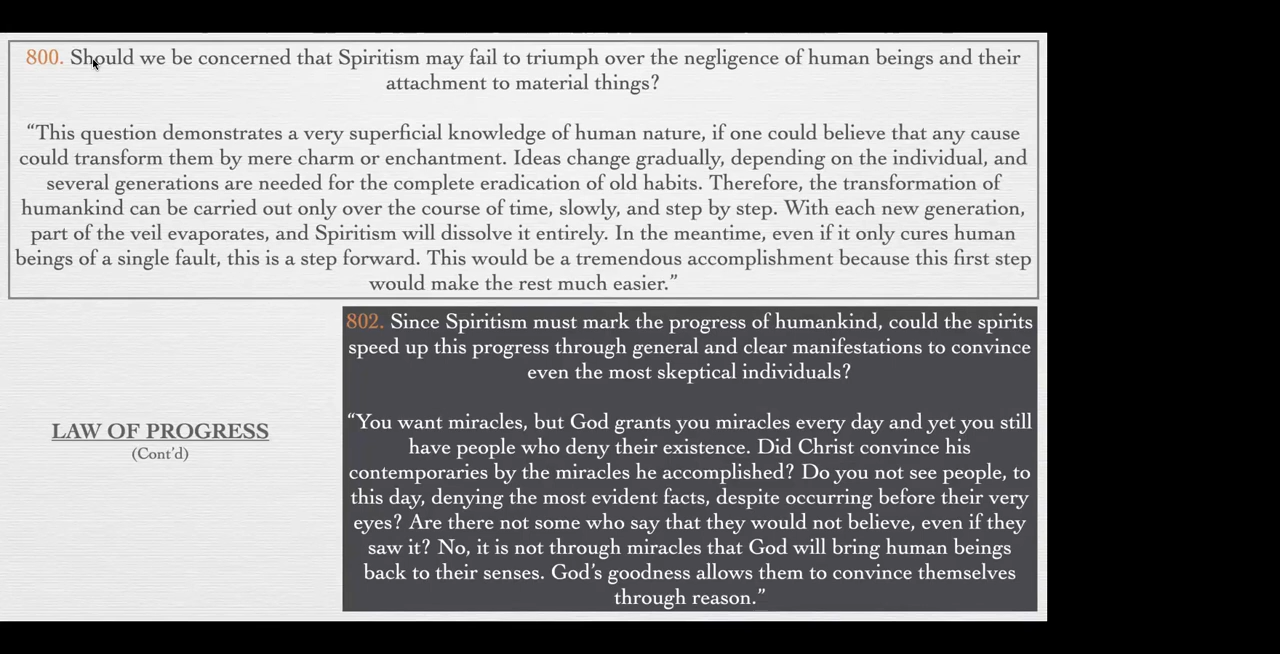 800. Should we be concerned that Spiritism may fail to triumph over the negligence of human beings and their
attachment to material things?
“This question demonstrates a very superficial knowledge of human nature, if one could believe that any cause
could transform them by mere charm or enchantment. Ideas change gradually, depending on the individual, and
several generations are needed for the complete eradication of old habits. Therefore, the transformation of
humankind can be carried out only over the course of time, slowly, and step by step. With each new generation,
part of the veil evaporates, and Spiritism will dissolve it entirely. In the meantime, even if it only cures human
beings of a single fault, this is a step forward. This would be a tremendous accomplishment because this first step
would make the rest much easier.”
LAW OF PROGRESS
(Cont’d)
802. Since Spiritism must mark the progress of humankind, could the spirits
speed up this progress through general and clear manifestations to convince
even the most skeptical individuals?
“You want miracles, but God grants you miracles every day and yet you still
have people who deny their existence. Did Christ convince his
contemporaries by the miracles he accomplished? Do you not see people, to
this day, denying the most evident facts, despite occurring before their very
eyes? Are there not some who say that they would not believe, even if they
saw it? No, it is not through miracles that God will bring human beings
back to their senses. God’s goodness allows them to convince themselves
through reason.”